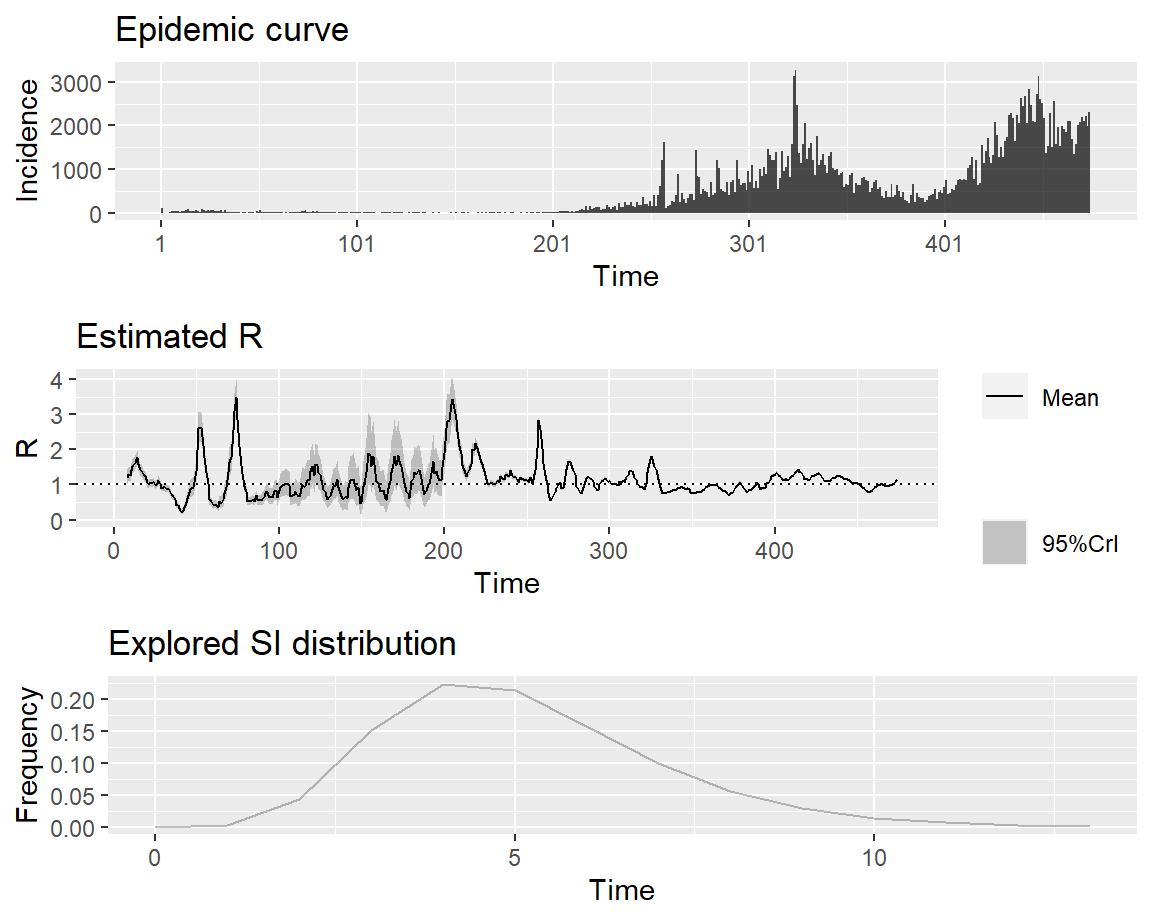 Epidemic curve
Incidence
3000
2000
1000
0
1 101 201 301 401
Time
Estimated R
R
4
3
2
1
0
0 100 200 300 400
Time
Mean
95%CrI
Explored SI distribution
Frequency
0.20
0.15
0.10
0.05
0.00
0 5 10
Time